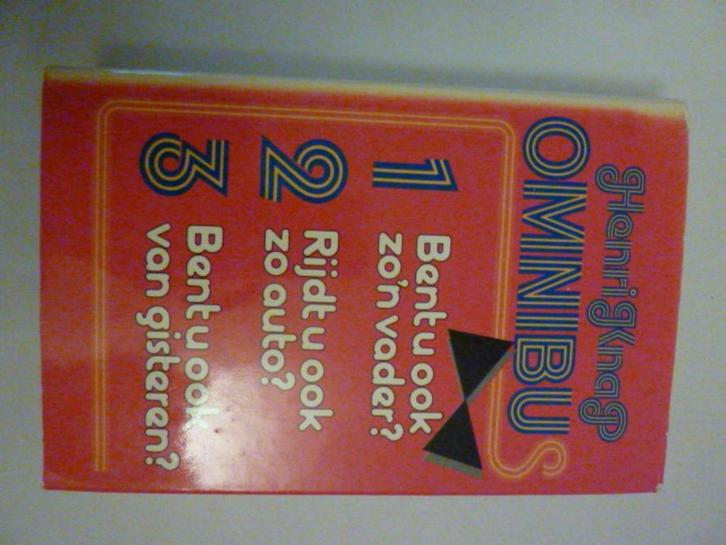 Henri Knap
OMNIBUS
1
Bent u ook
zo'n vader?
2
Rijdt u ook
zo auto?
3
Bent u ook
van gisteren?